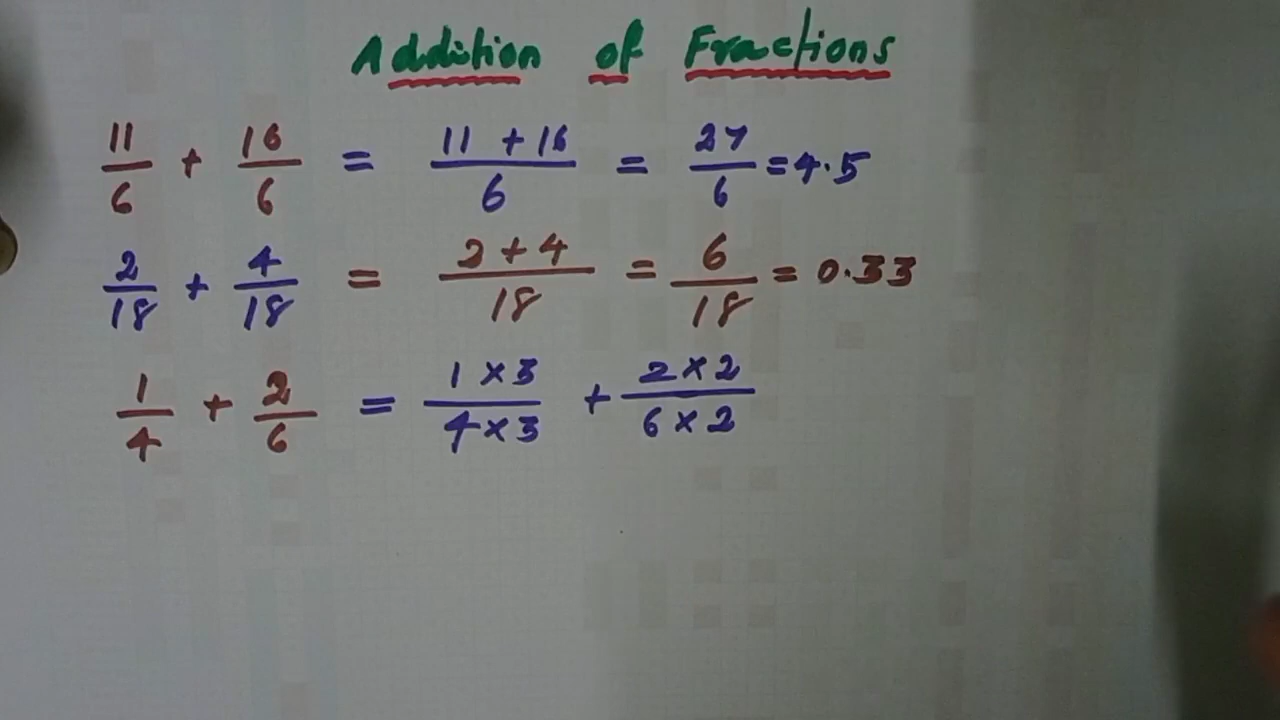 Addition of Fractions
11/6 + 16/6 = 11 + 16/6 = 27/6 = 4.5
2/18 + 4/18 = 2 + 4/18 = 6/18 = 0.33
1/4 + 2/6 = 1 × 3/4 × 3 + 2 × 2/6 × 2